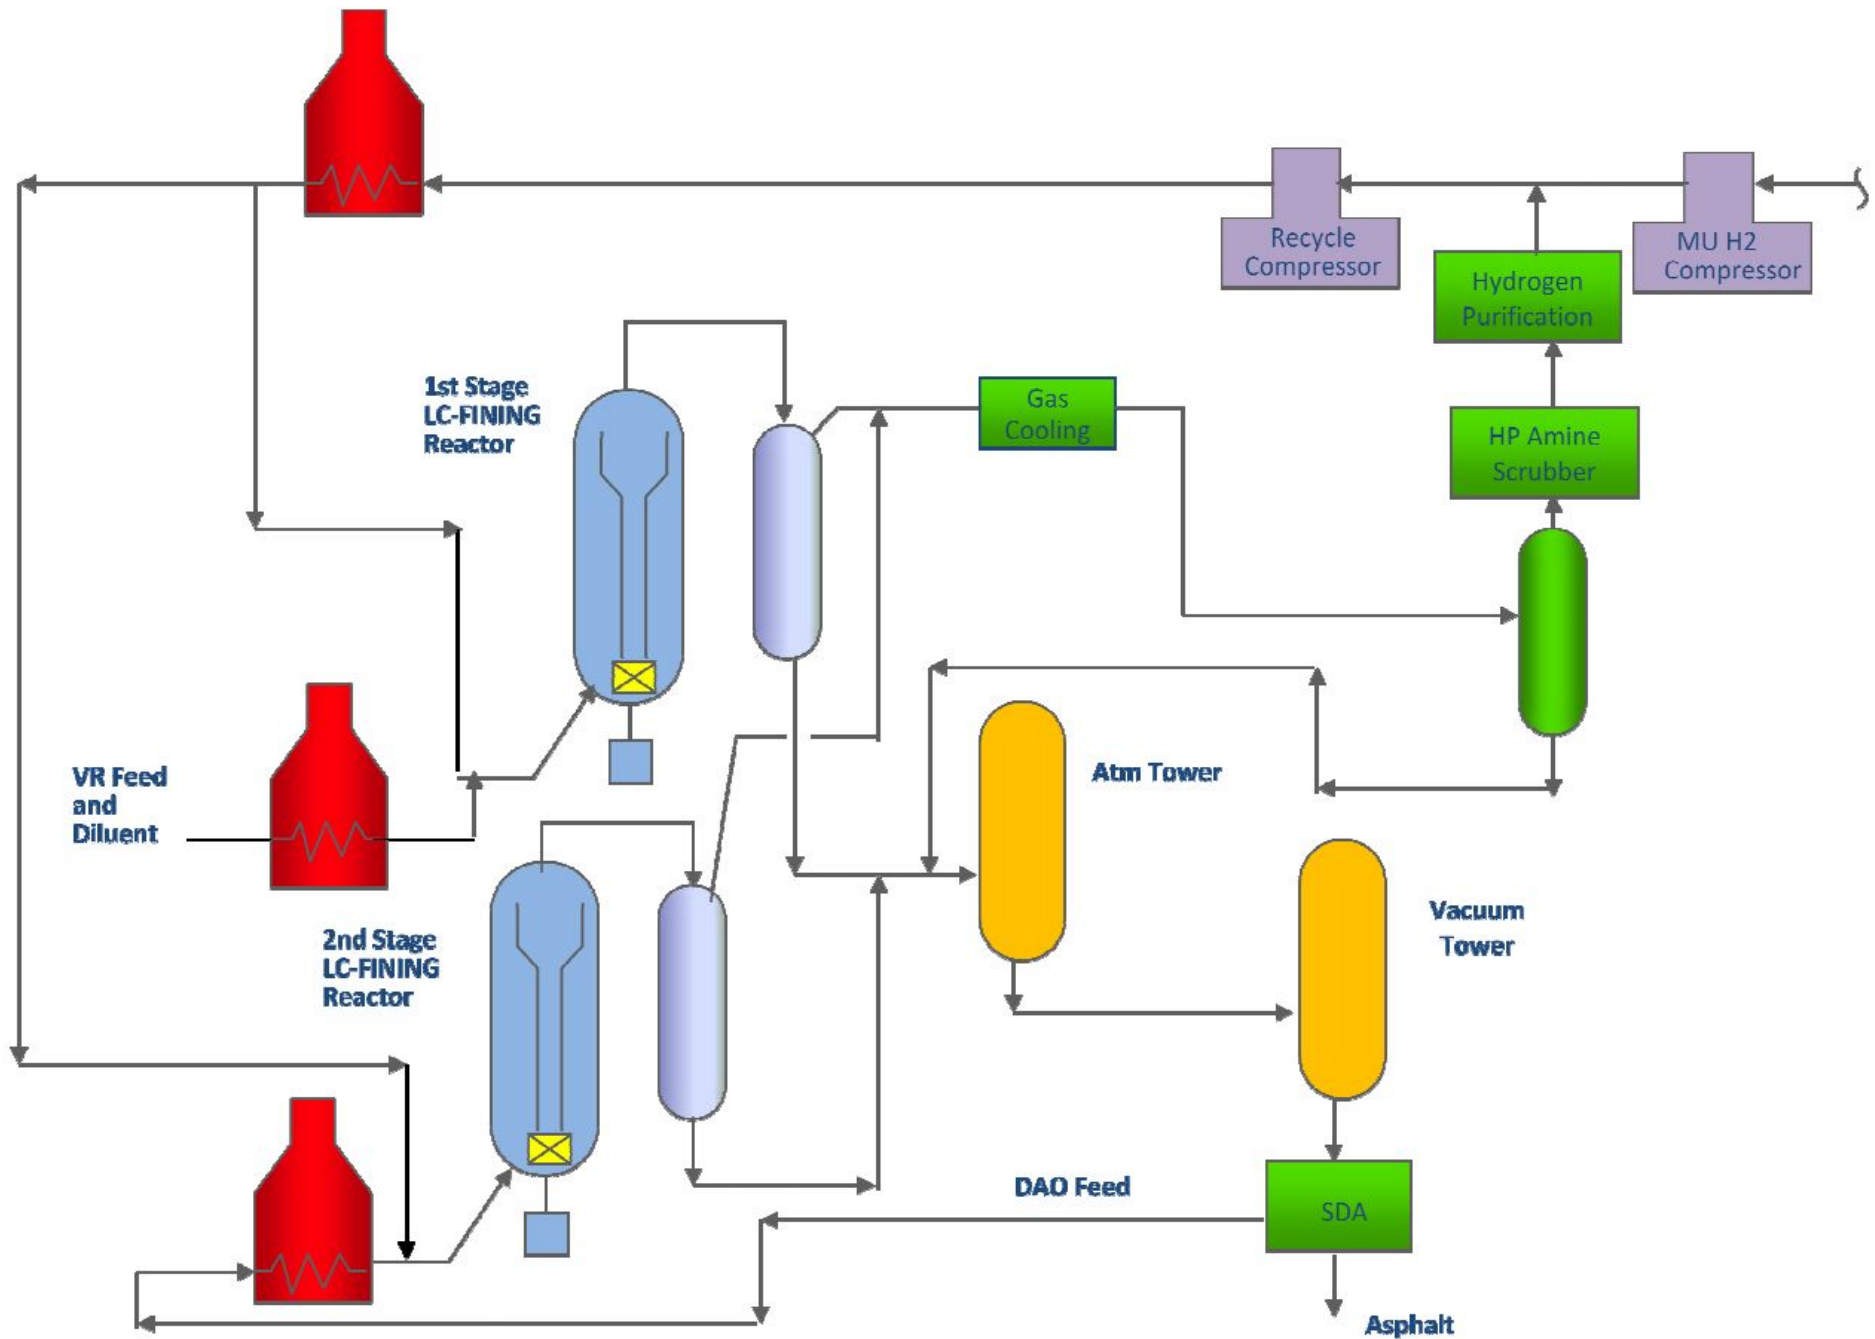 Recycle
Compressor
MU H2
Compressor
Hydrogen
Purification
1st Stage
LC-FINING
Reactor
Gas
Cooling
HP Amine
Scrubber
VR Feed
and
Diluent
Atm Tower
2nd Stage
LC-FINING
Reactor
Vacuum
Tower
DAO Feed
SDA
Asphalt